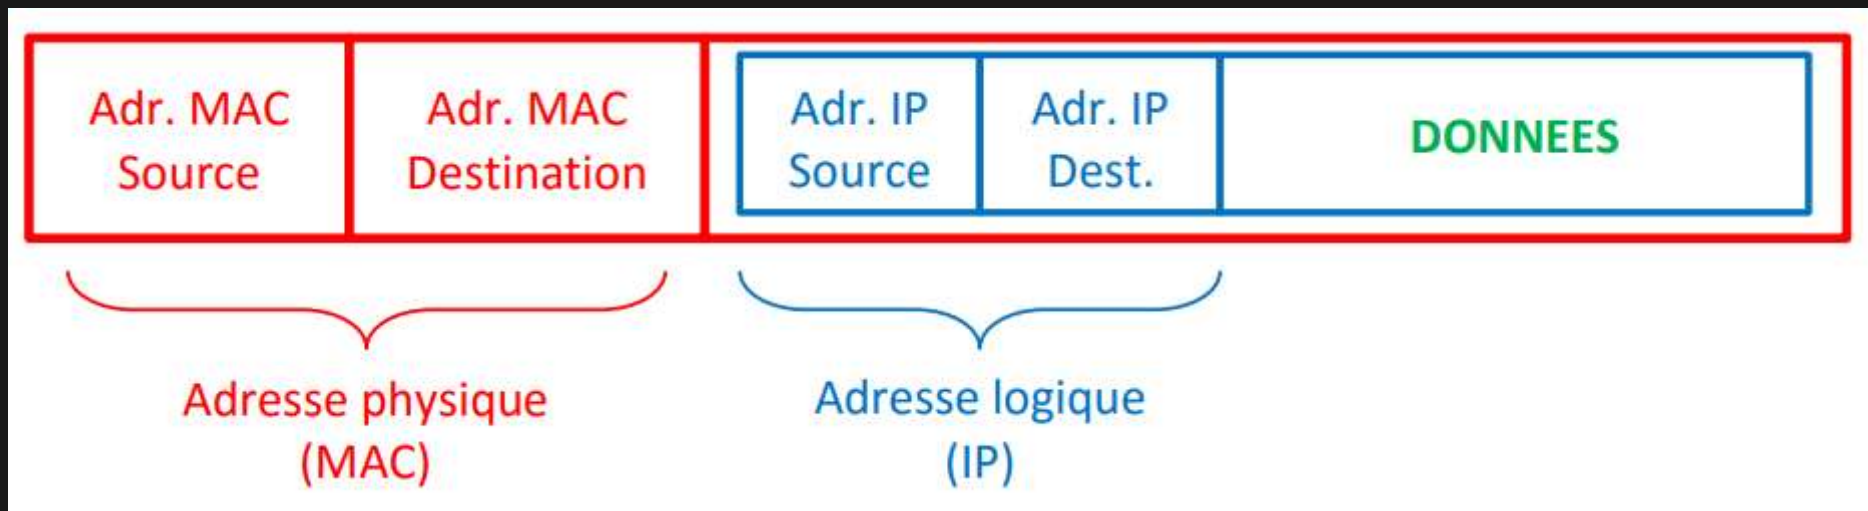 Adr. MAC
Source
Adr. MAC
Destination
Adr. IP
Source
Adr. IP
Dest.
DONNEES
Adresse physique
(MAC)
Adresse logique
(IP)